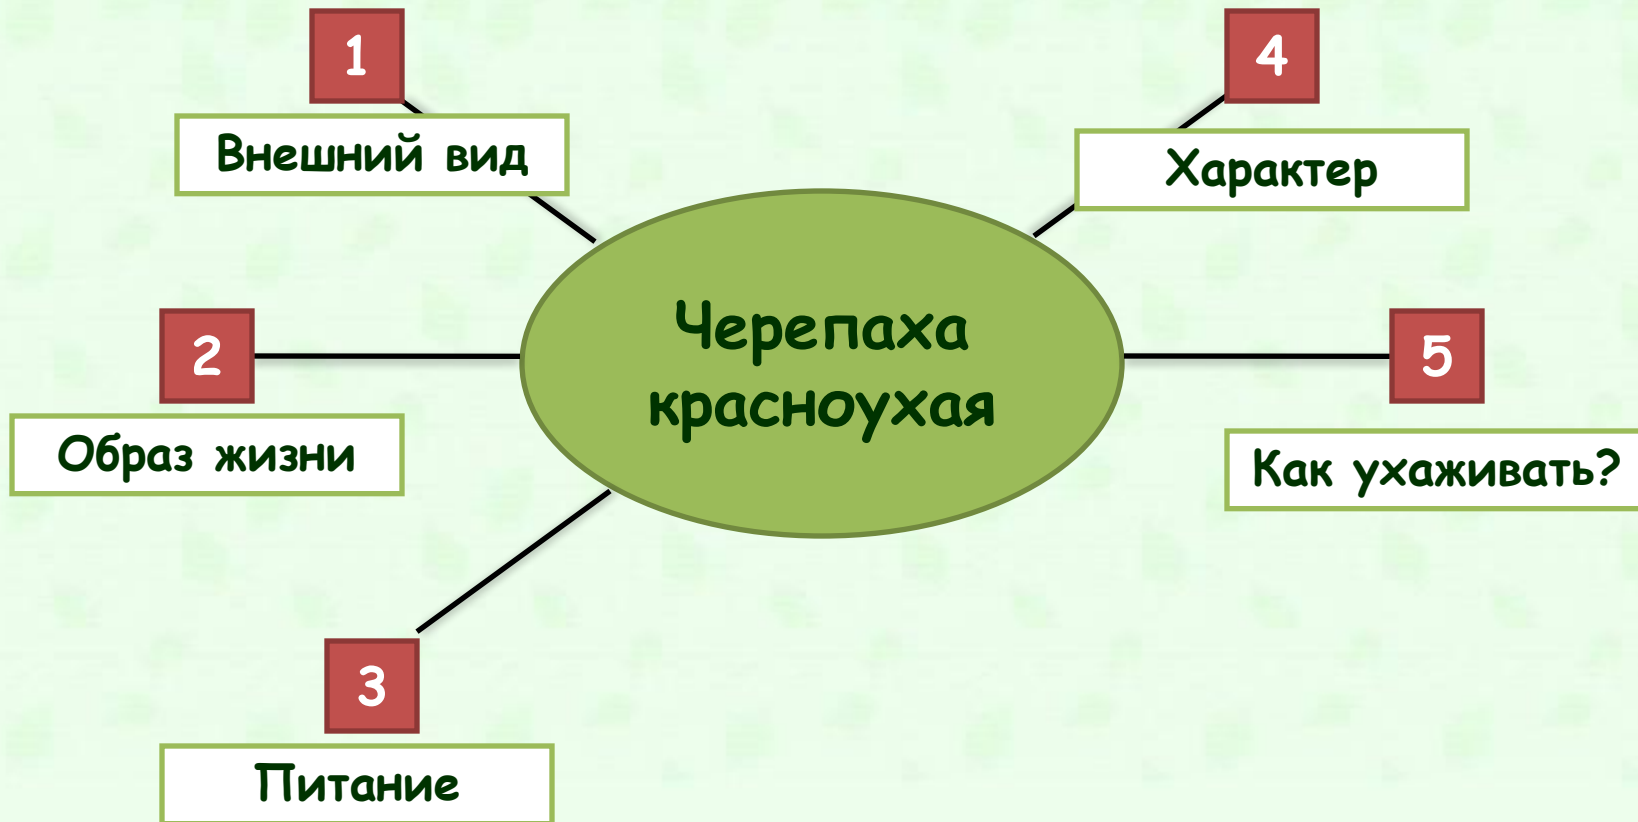 1
Внешний вид
2
Образ жизни
3
Питание
Черепаха
красноухая
4
Характер
5
Как ухаживать?